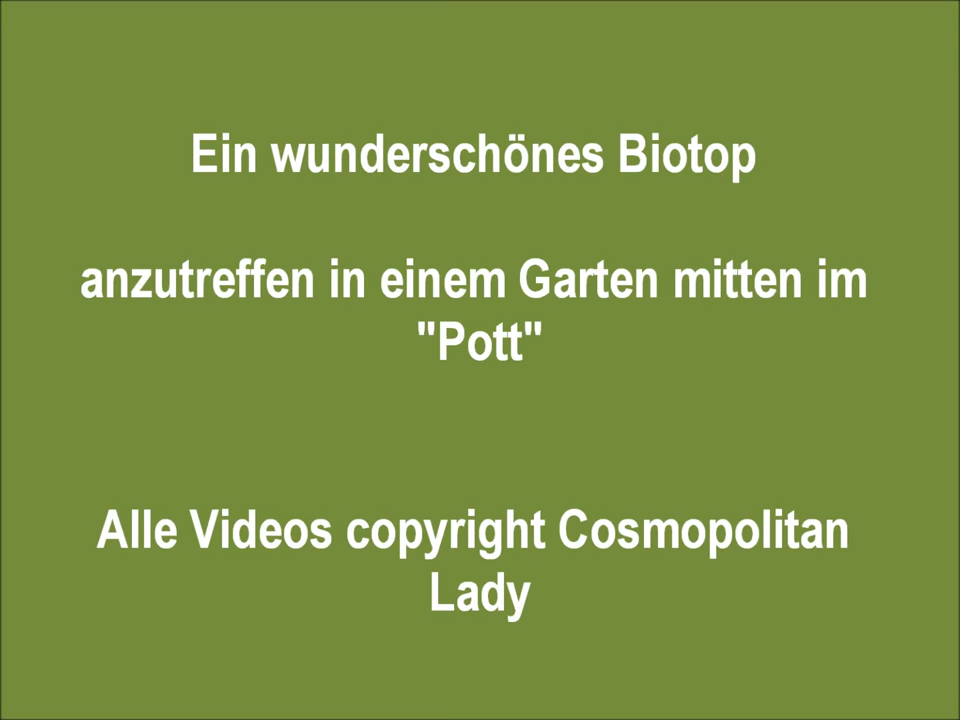 Ein wunderschönes Biotop
anzutreffen in einem Garten mitten im
"Pott"
Alle Videos copyright Cosmopolitan
Lady